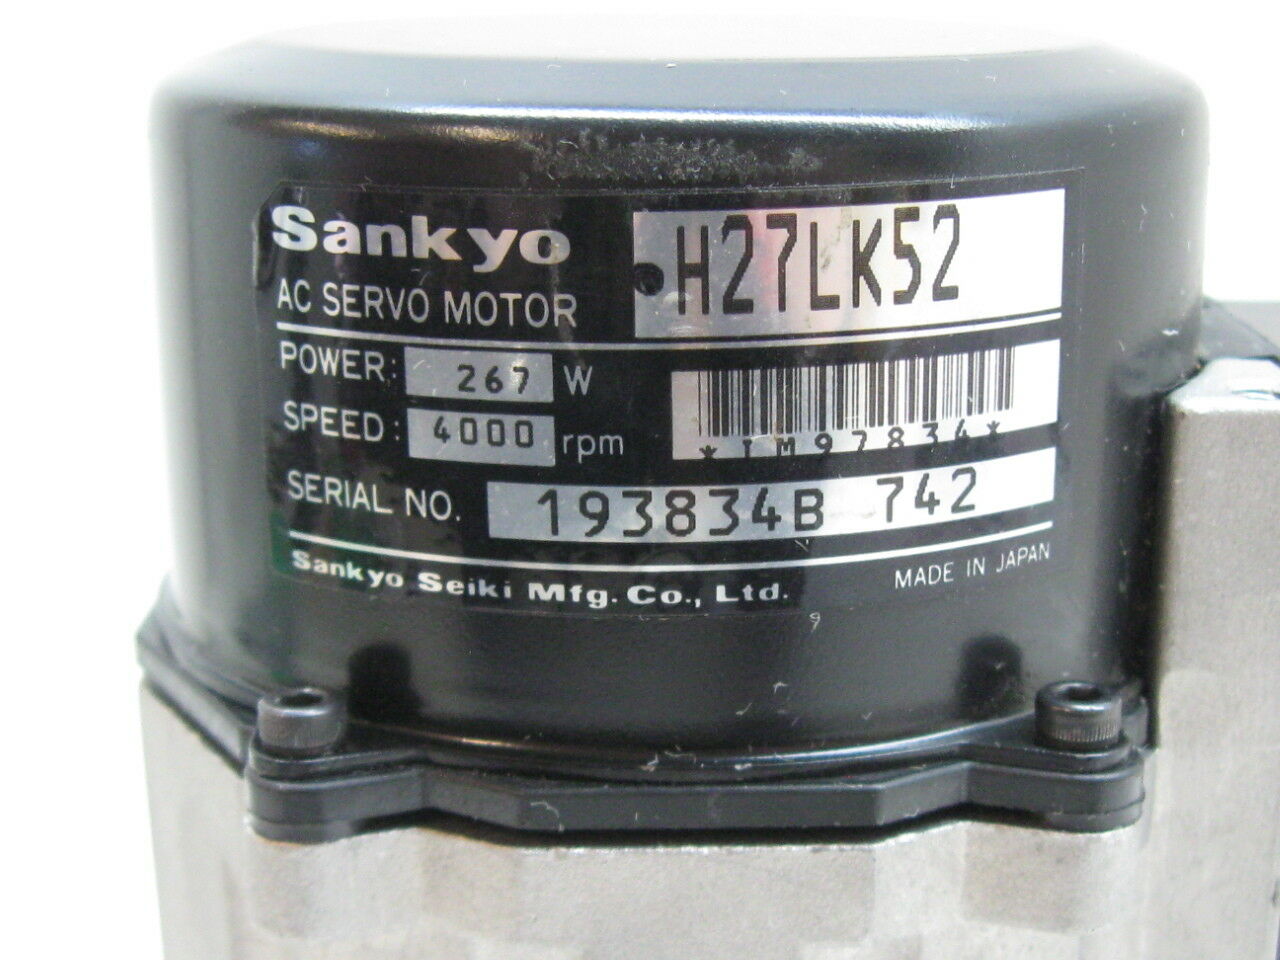 Sankyo
H27LK52
AC SERVO MOTOR
POWER: 267 W
SPEED: 4000 rpm
*TM97834*
SERIAL NO. 193834B 742
Sankyo Seiki Mfg. Co., Ltd.
MADE IN JAPAN